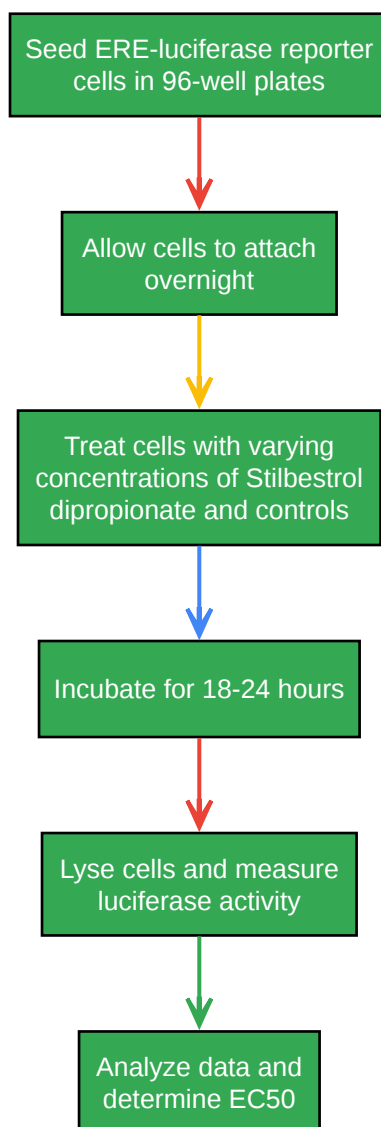 Seed ERE-luciferase reporter
cells in 96-well plates
Allow cells to attach
overnight
Treat cells with varying
concentrations of Stilbestrol
dipropionate and controls
Incubate for 18-24 hours
Lyse cells and measure
luciferase activity
Analyze data and
determine EC50